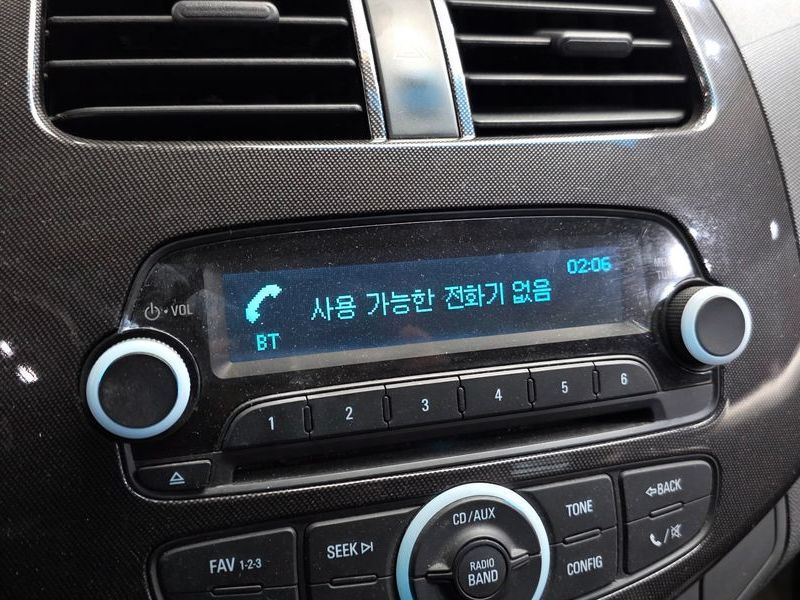 02:06
사용 가능한 전화기 없음
BT
VOL
1 2 3 4 5 6
CD/AUX
TONE
BACK
FAV 1-2-3
SEEK
RADIO
BAND
CONFIG